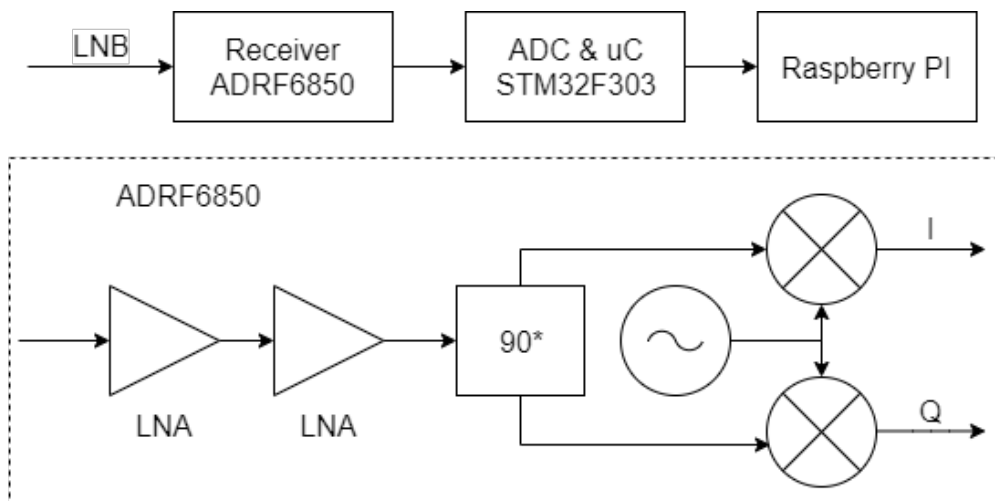 LNB
Receiver
ADRF6850
ADC & uC
STM32F303
Raspberry PI
ADRF6850
I
90*
LNA
LNA
Q